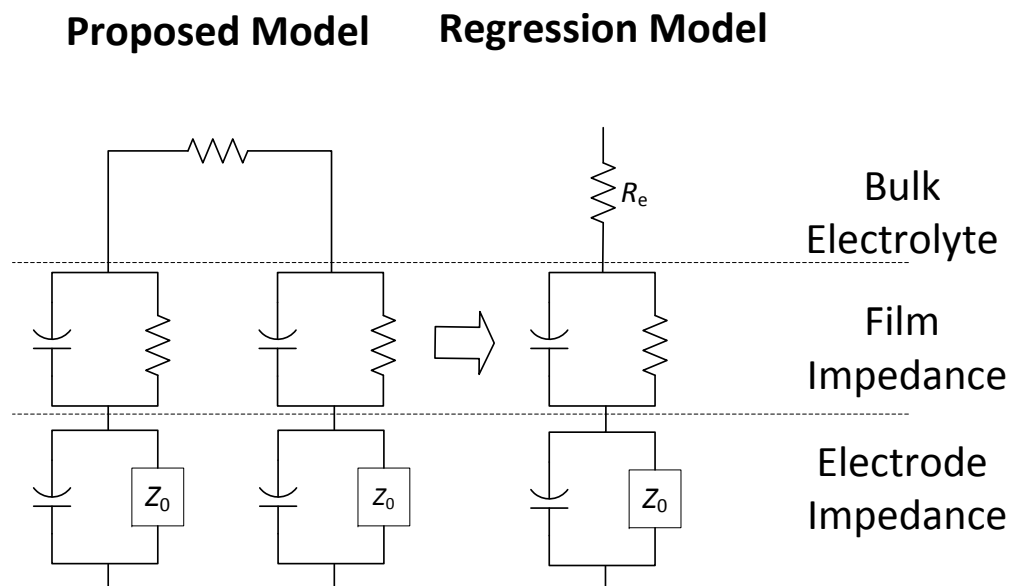 Proposed Model
Regression Model
Re
Bulk
Electrolyte
Film
Impedance
Electrode
Impedance
Z0
Z0
Z0